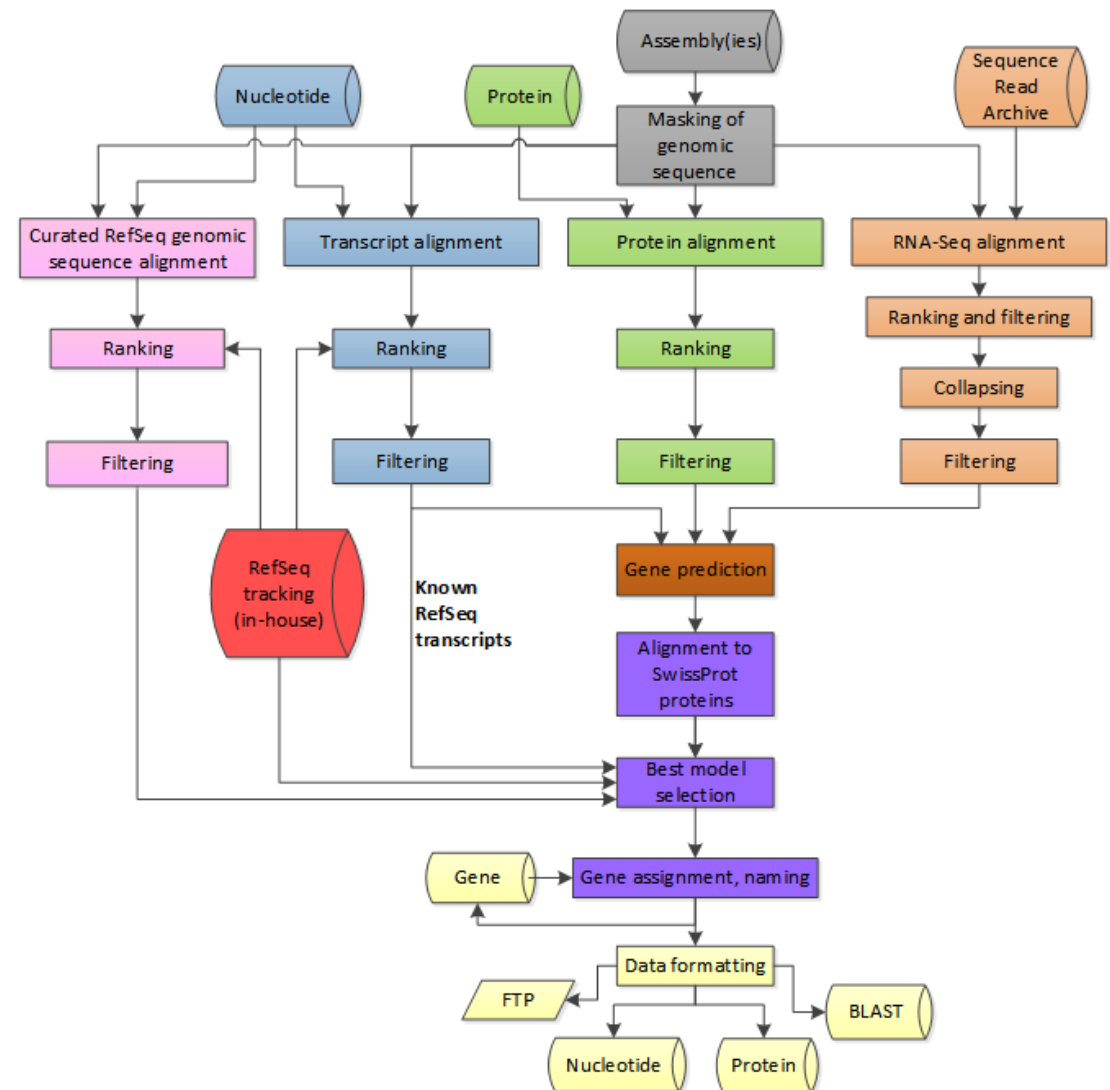 Assembly(ies)
Nucleotide
Protein
Sequence
Read
Archive
Masking of
genomic
sequence
Curated RefSeq genomic
sequence alignment
Transcript alignment
Protein alignment
RNA-Seq alignment
Ranking
Ranking
Ranking
Ranking and filtering
Collapsing
Filtering
Filtering
Filtering
Filtering
RefSeq
tracking
(in-house)
Known
RefSeq
transcripts
Gene prediction
Alignment to
SwissProt
proteins
Best model
selection
Gene
Gene assignment, naming
Data formatting
FTP
BLAST
Nucleotide
Protein